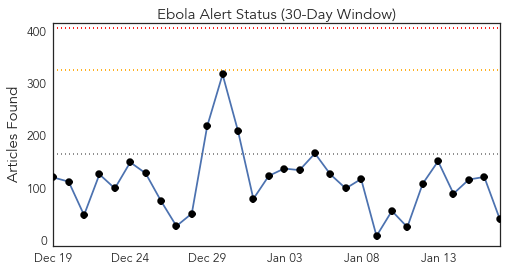 Ebola Alert Status (30-Day Window)
400
300
200
100
0
Articles Found
Dec 19 Dec 24 Dec 29 Jan 03 Jan 08 Jan 13